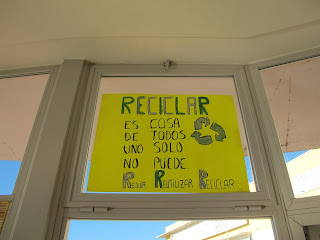 RECICLAR
ES COSA
DE TODOS
UNO SOLO
NO PUEDE.
REDUCIR REUTILIZAR RECICLAR